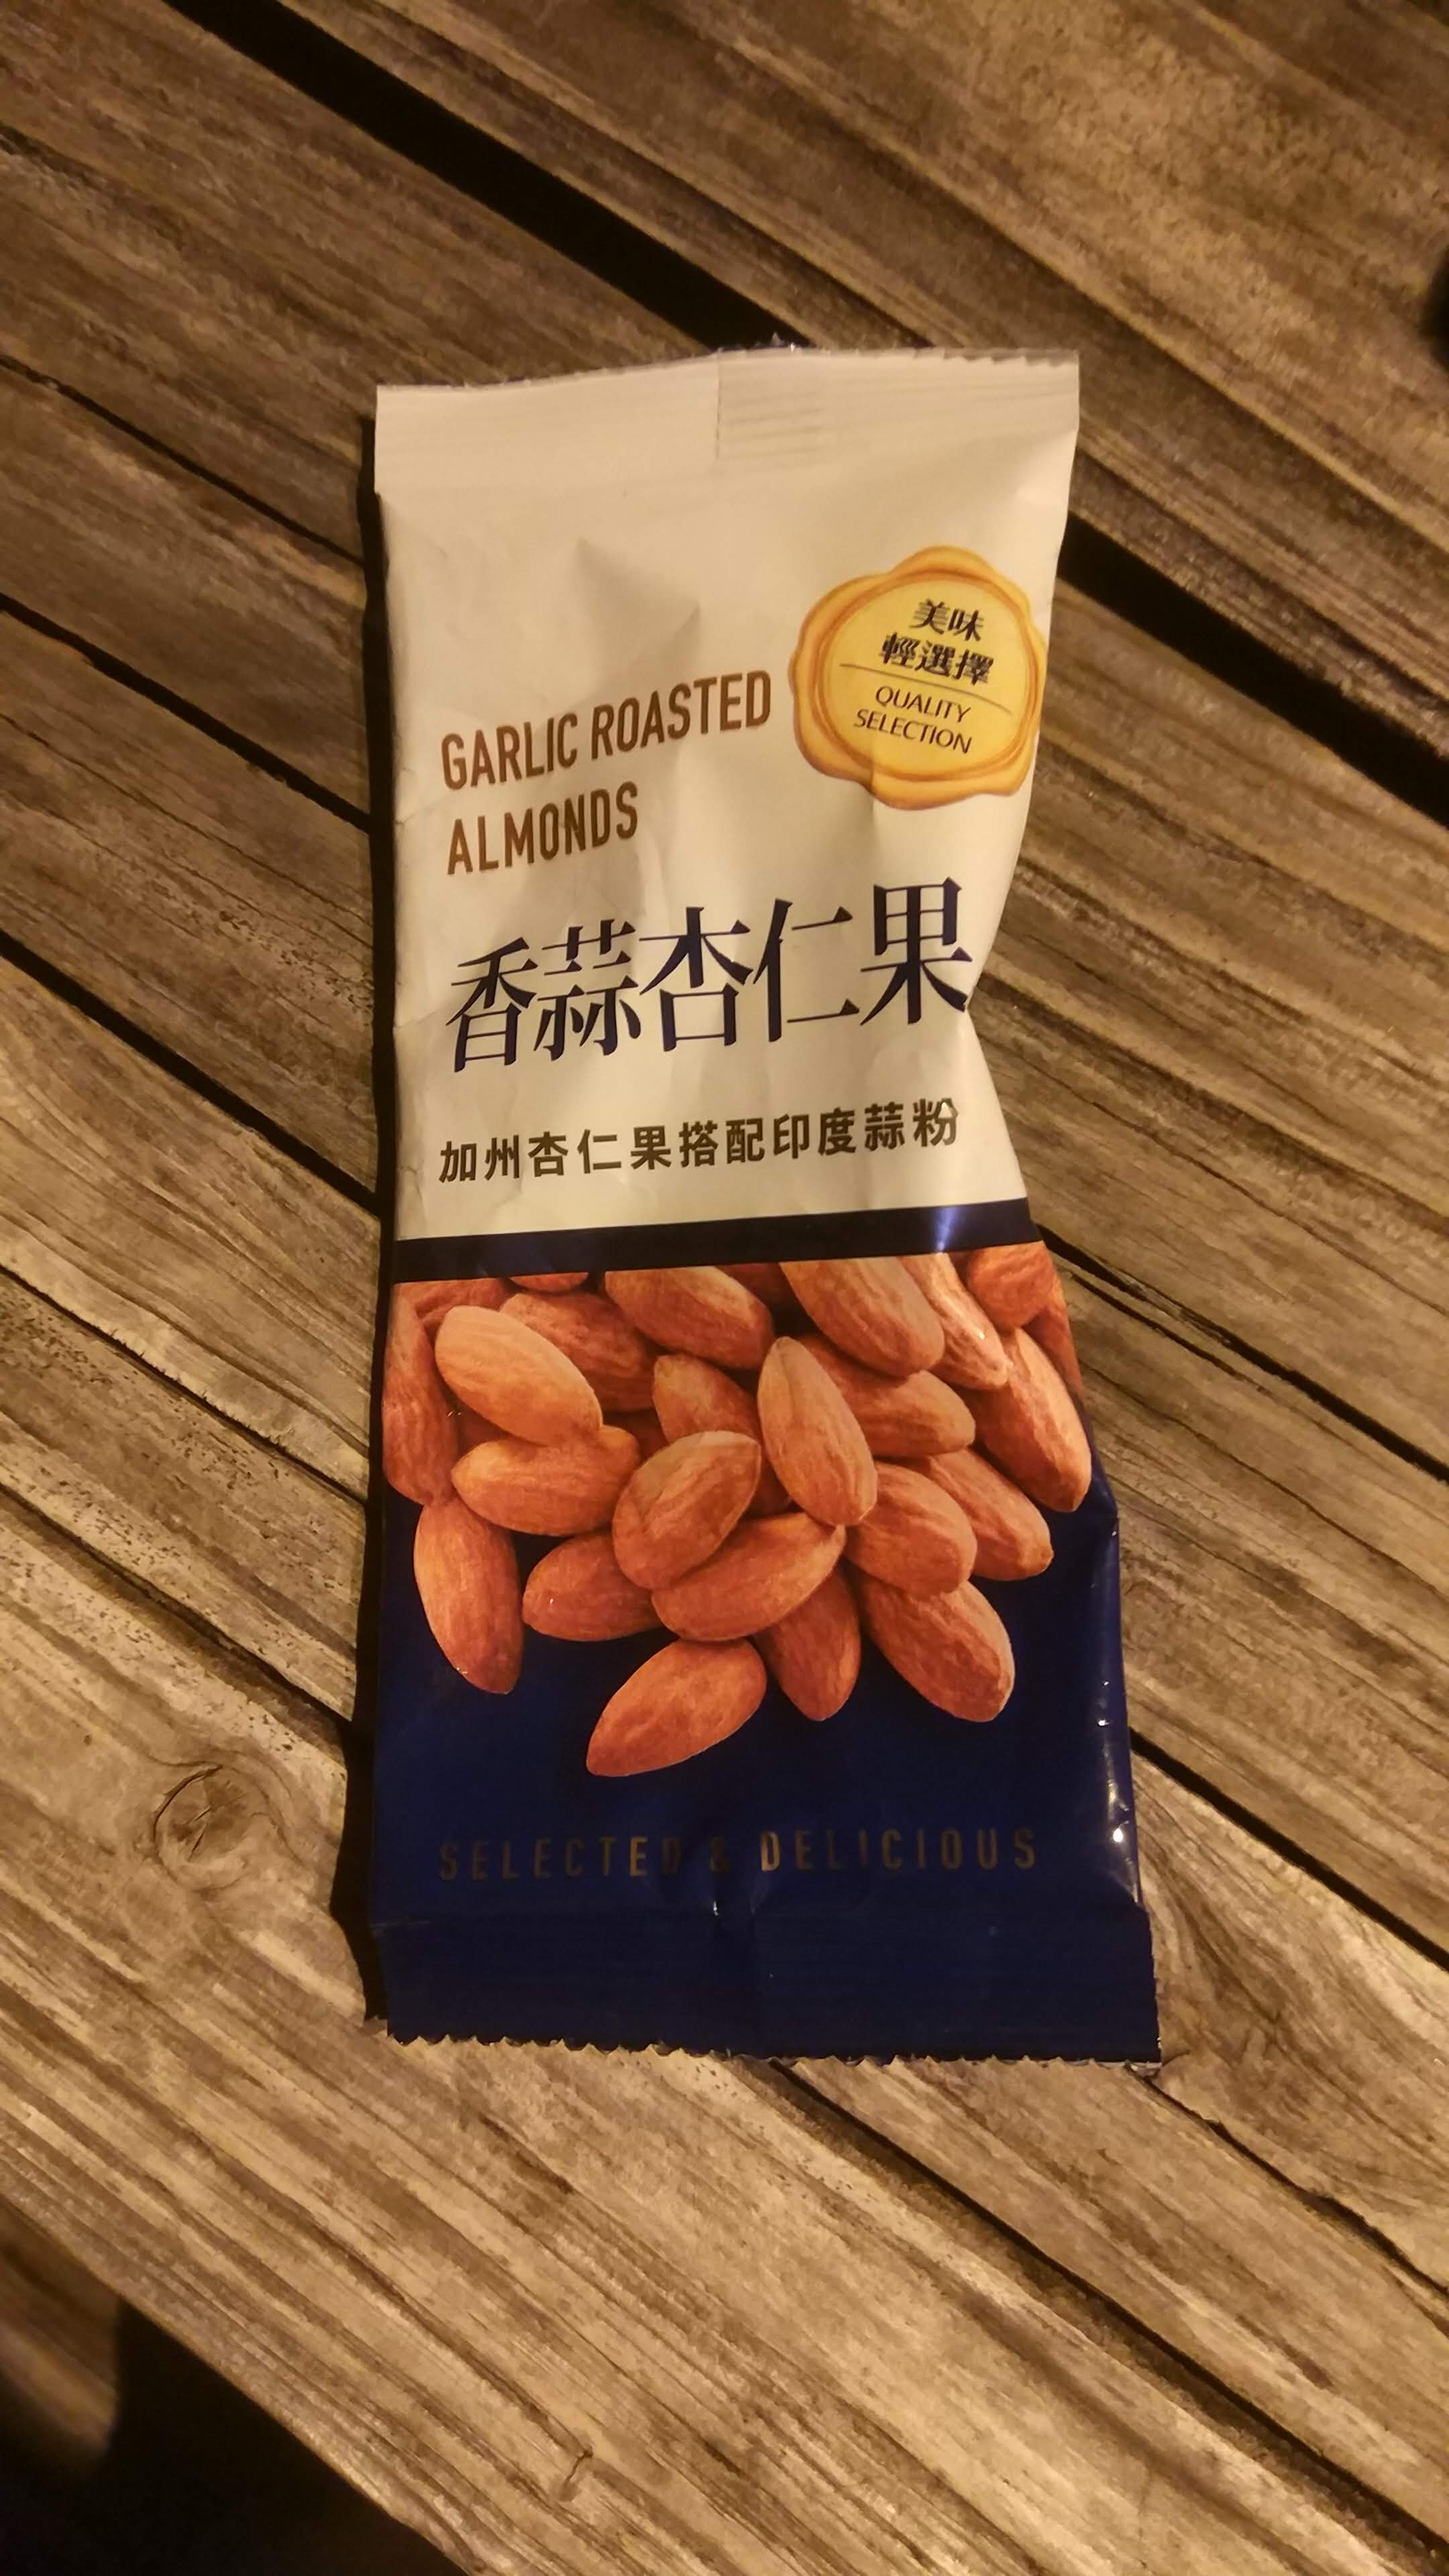 美味
輕選擇
QUALITY
SELECTION
GARLIC ROASTED
ALMONDS
香蒜杏仁果
加州杏仁果搭配印度蒜粉
SELECTED & DELICIOUS